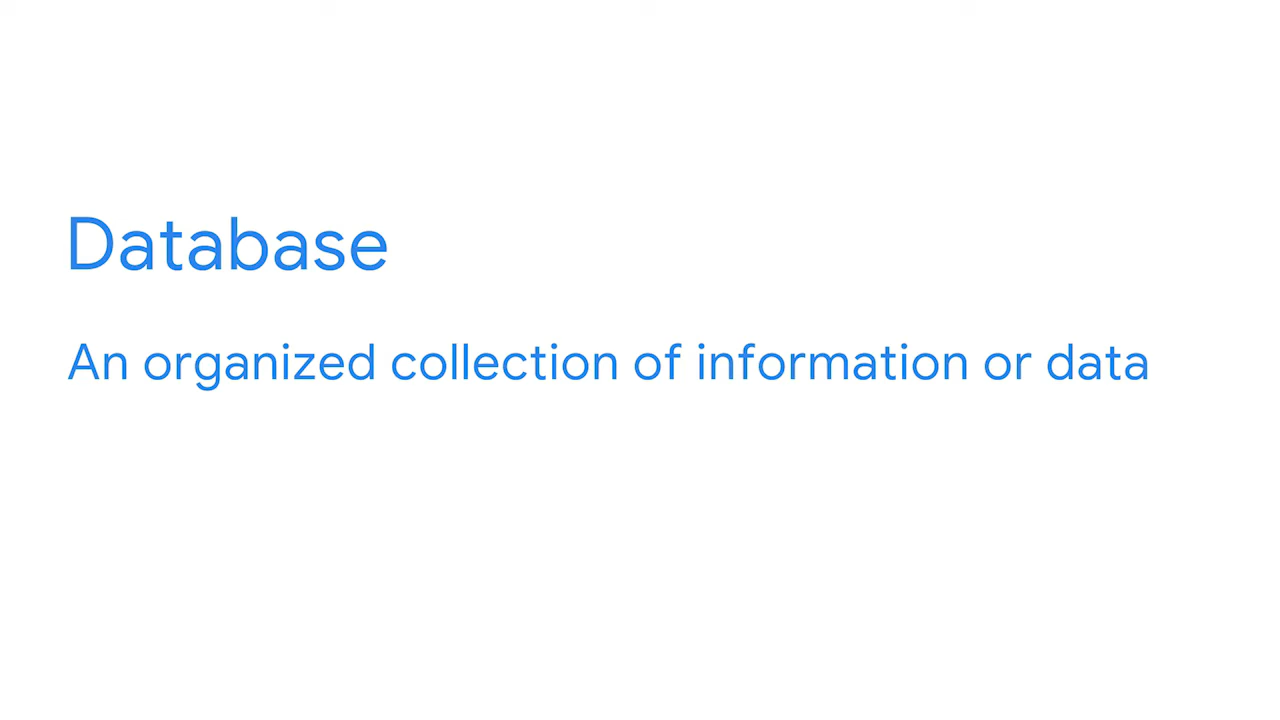 Database
An organized collection of information or data